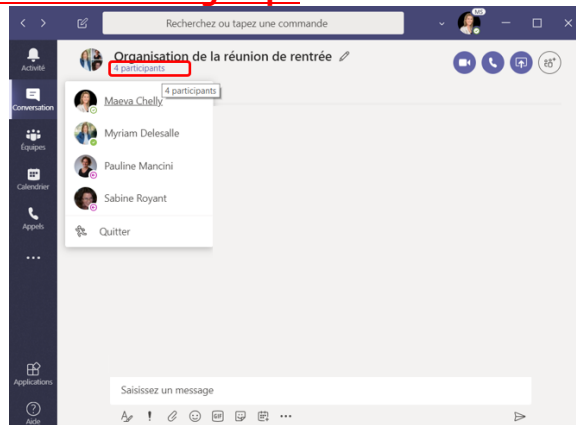 Recherchez ou tapez une commande
MS
Activité
Organisation de la réunion de rentrée
4 participants
4 participants
Conversation
Maeva Chelly
Myriam Delesalle
Équipes
Pauline Mancini
Calendrier
Sabine Royant
Appels
Quitter
Applications
Saisissez un message
GIF
Aide